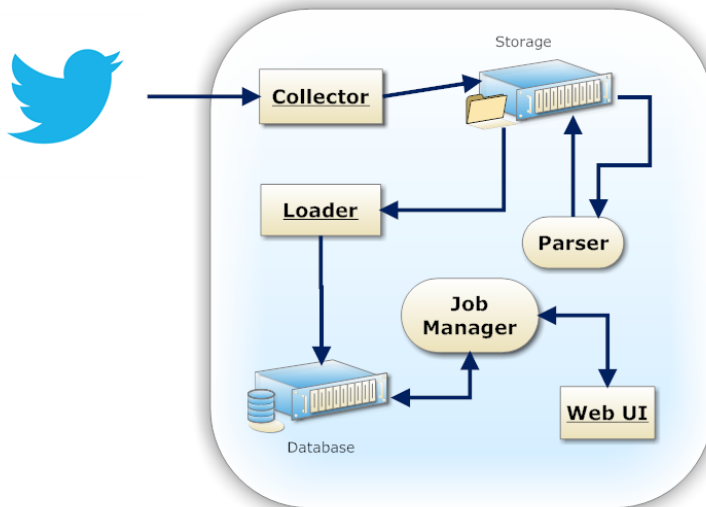 Storage
Collector
Loader
Parser
Job
Manager
Web UI
Database